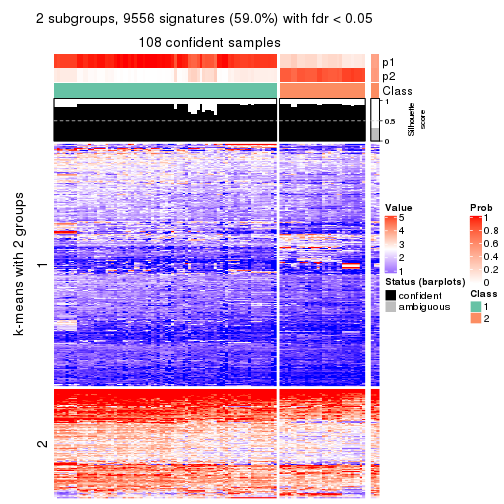 2 subgroups, 9556 signatures (59.0%) with fdr < 0.05
108 confident samples
p1
p2
Class
1
0.5
0
Silhouette
score
k-means with 2 groups
1
2
Value
5
4
3
2
1
Status (barplots)
confident
ambiguous
Prob
1
0.8
0.6
0.4
0.2
0
Class
1
2